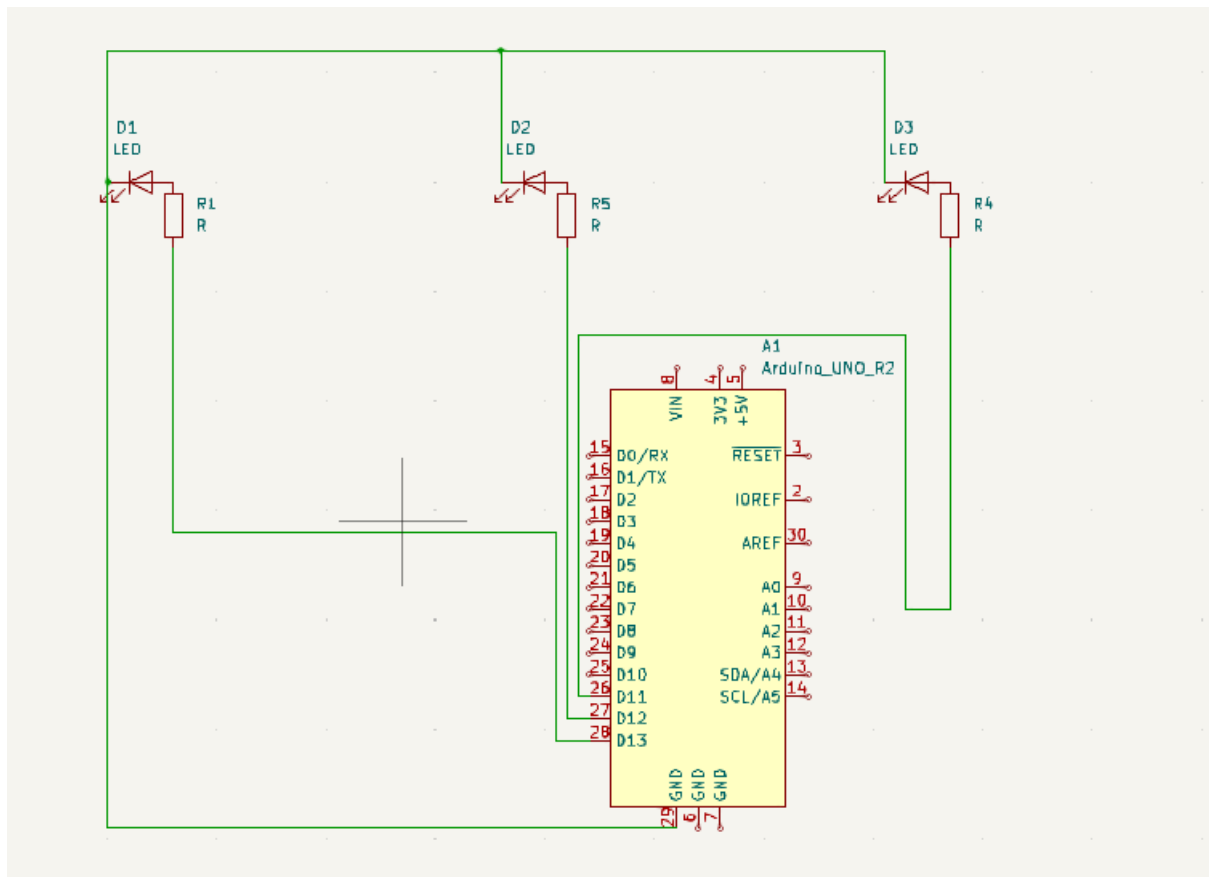 D1
LED
D2
LED
D3
LED
R1
R
R5
R
R4
R
A1
Arduino_UNO_R2
8
4
5
VIN
3V3
+5V
15
D0/RX
RESET
3
16
D1/TX
17
D2
IOREF
2
18
D3
19
D4
AREF
30
20
D5
21
D6
A0
9
22
D7
A1
10
23
D8
A2
11
24
D9
A3
12
25
D10
SDA/A4
13
26
D11
SCL/A5
14
27
D12
28
D13
GND
GND
GND
29
6
7